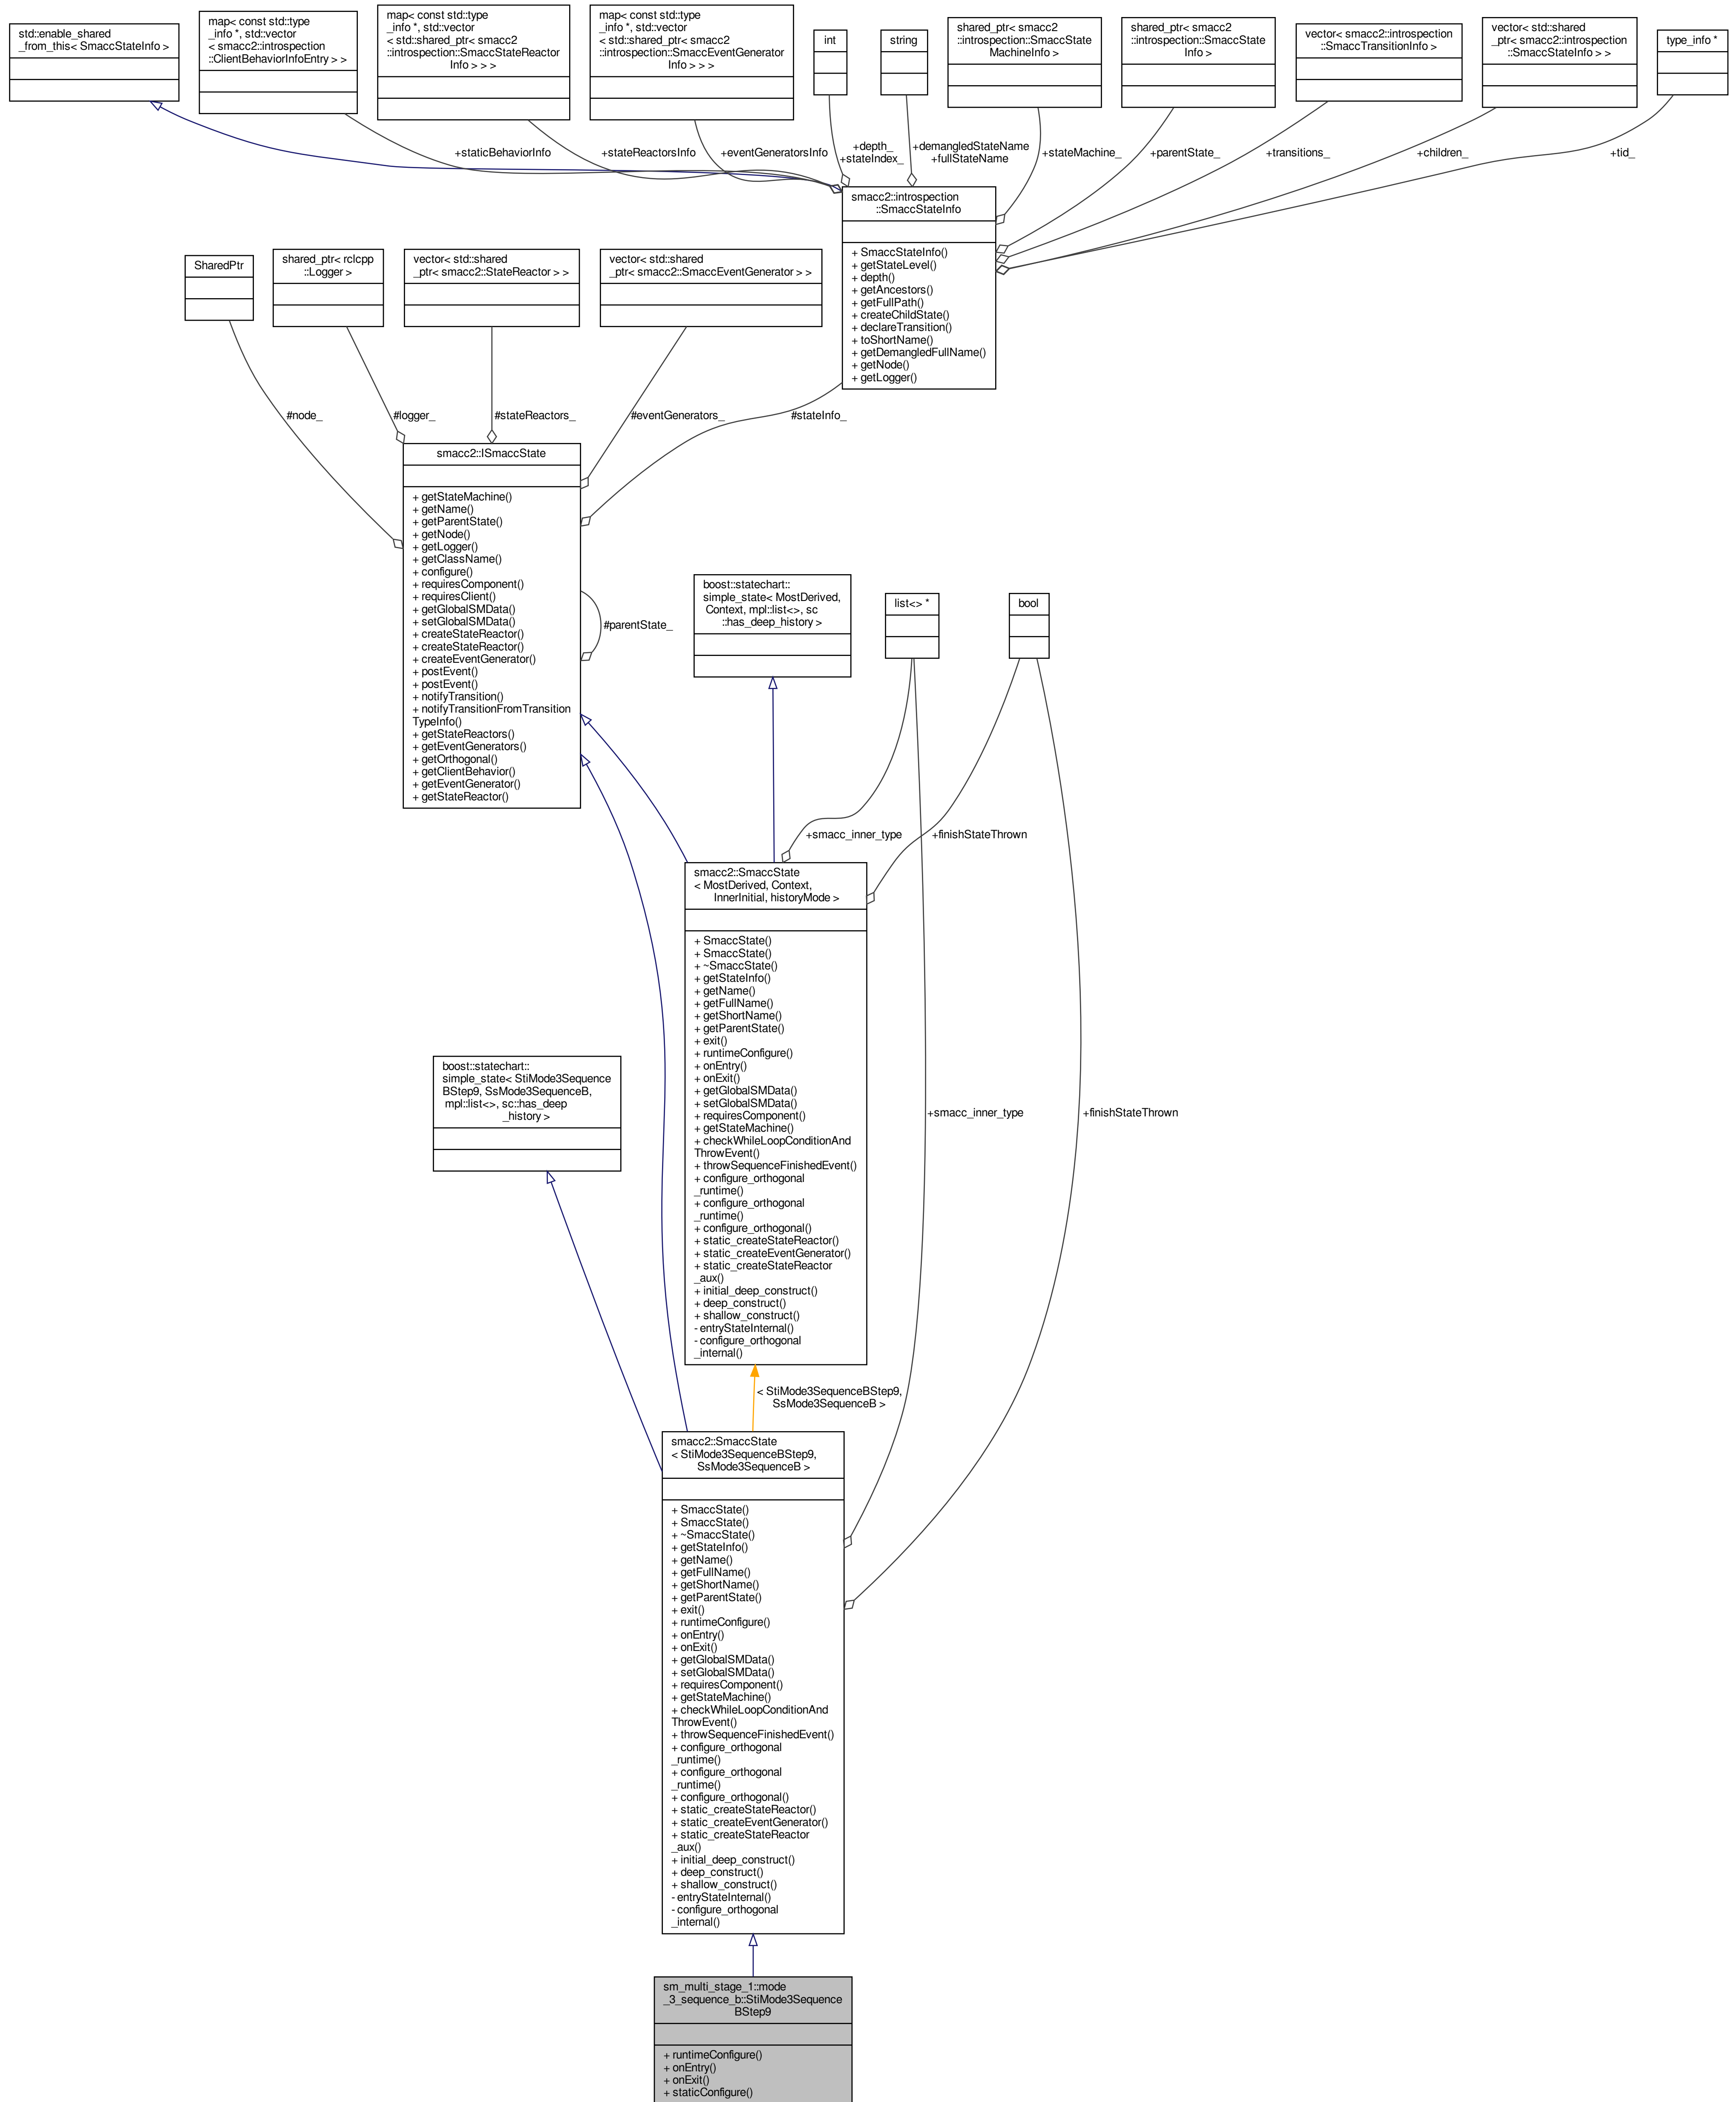 std::enable_shared
_from_this< SmaccStateInfo >
map< const std::type
_info *, std::vector
< smacc2::introspection
::ClientBehaviorInfoEntry > >
map< const std::type
_info *, std::vector
< std::shared_ptr< smacc2
::introspection::SmaccStateReactor
Info > > >
map< const std::type
_info *, std::vector
< std::shared_ptr< smacc2
::introspection::SmaccEventGenerator
Info > > >
int
string
shared_ptr< smacc2
::introspection::SmaccState
MachineInfo >
shared_ptr< smacc2
::introspection::SmaccState
Info >
vector< smacc2::introspection
::SmaccTransitionInfo >
vector< std::shared
_ptr< smacc2::introspection
::SmaccStateInfo > >
type_info *
+staticBehaviorInfo
+stateReactorsInfo
+eventGeneratorsInfo
+depth_
+stateIndex_
+demangledStateName
+fullStateName
+stateMachine_
+parentState_
+transitions_
+children_
+tid_
smacc2::introspection
::SmaccStateInfo
+ SmaccStateInfo()
+ getStateLevel()
+ depth()
+ getAncestors()
+ getFullPath()
+ createChildState()
+ declareTransition()
+ toShortName()
+ getDemangledFullName()
+ getNode()
+ getLogger()
SharedPtr
shared_ptr< rclcpp
::Logger >
vector< std::shared
_ptr< smacc2::StateReactor > >
vector< std::shared
_ptr< smacc2::SmaccEventGenerator > >
#node_
#logger_
#stateReactors_
#eventGenerators_
#stateInfo_
smacc2::ISmaccState
+ getStateMachine()
+ getName()
+ getParentState()
+ getNode()
+ getLogger()
+ getClassName()
+ configure()
+ requiresComponent()
+ requiresClient()
+ getGlobalSMData()
+ setGlobalSMData()
+ createStateReactor()
+ createStateReactor()
+ createEventGenerator()
+ postEvent()
+ postEvent()
+ notifyTransition()
+ notifyTransitionFromTransition
TypeInfo()
+ getStateReactors()
+ getEventGenerators()
+ getOrthogonal()
+ getClientBehavior()
+ getEventGenerator()
+ getStateReactor()
#parentState_
boost::statechart::
simple_state< MostDerived,
Context, mpl::list<>, sc
::has_deep_history >
list<> *
bool
+smacc_inner_type
+finishStateThrown
smacc2::SmaccState
< MostDerived, Context,
InnerInitial, historyMode >
+ SmaccState()
+ SmaccState()
+ ~SmaccState()
+ getStateInfo()
+ getName()
+ getFullName()
+ getShortName()
+ getParentState()
+ exit()
+ runtimeConfigure()
+ onEntry()
+ onExit()
+ getGlobalSMData()
+ setGlobalSMData()
+ requiresComponent()
+ getStateMachine()
+ checkWhileLoopConditionAnd
ThrowEvent()
+ throwSequenceFinishedEvent()
+ configure_orthogonal
_runtime()
+ configure_orthogonal
_runtime()
+ configure_orthogonal()
+ static_createStateReactor()
+ static_createEventGenerator()
+ static_createStateReactor
_aux()
+ initial_deep_construct()
+ deep_construct()
+ shallow_construct()
- entryStateInternal()
- configure_orthogonal
_internal()
boost::statechart::
simple_state< StiMode3Sequence
BStep9, SsMode3SequenceB,
mpl::list<>, sc::has_deep
_history >
+smacc_inner_type
+finishStateThrown
< StiMode3SequenceBStep9,
SsMode3SequenceB >
smacc2::SmaccState
< StiMode3SequenceBStep9,
SsMode3SequenceB >
+ SmaccState()
+ SmaccState()
+ ~SmaccState()
+ getStateInfo()
+ getName()
+ getFullName()
+ getShortName()
+ getParentState()
+ exit()
+ runtimeConfigure()
+ onEntry()
+ onExit()
+ getGlobalSMData()
+ setGlobalSMData()
+ requiresComponent()
+ getStateMachine()
+ checkWhileLoopConditionAnd
ThrowEvent()
+ throwSequenceFinishedEvent()
+ configure_orthogonal
_runtime()
+ configure_orthogonal
_runtime()
+ configure_orthogonal()
+ static_createStateReactor()
+ static_createEventGenerator()
+ static_createStateReactor
_aux()
+ initial_deep_construct()
+ deep_construct()
+ shallow_construct()
- entryStateInternal()
- configure_orthogonal
_internal()
sm_multi_stage_1::mode
_3_sequence_b::StiMode3Sequence
BStep9
+ runtimeConfigure()
+ onEntry()
+ onExit()
+ staticConfigure()